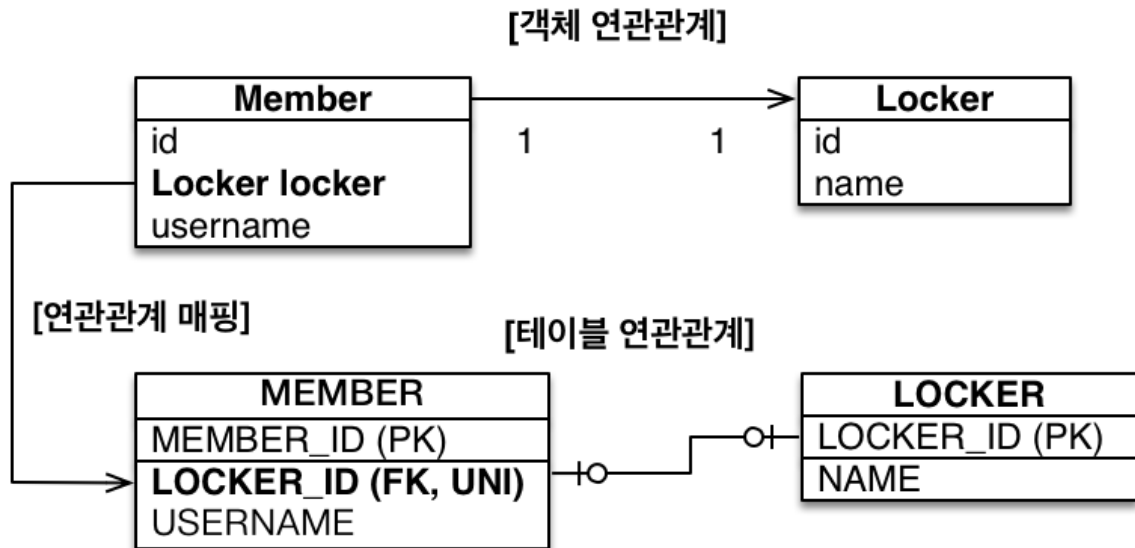 [객체 연관관계]
Member
id
Locker locker
username
1
1
Locker
id
name
[연관관계 매핑]
[테이블 연관관계]
MEMBER
MEMBER_ID (PK)
LOCKER_ID (FK, UNI)
USERNAME
LOCKER
LOCKER_ID (PK)
NAME